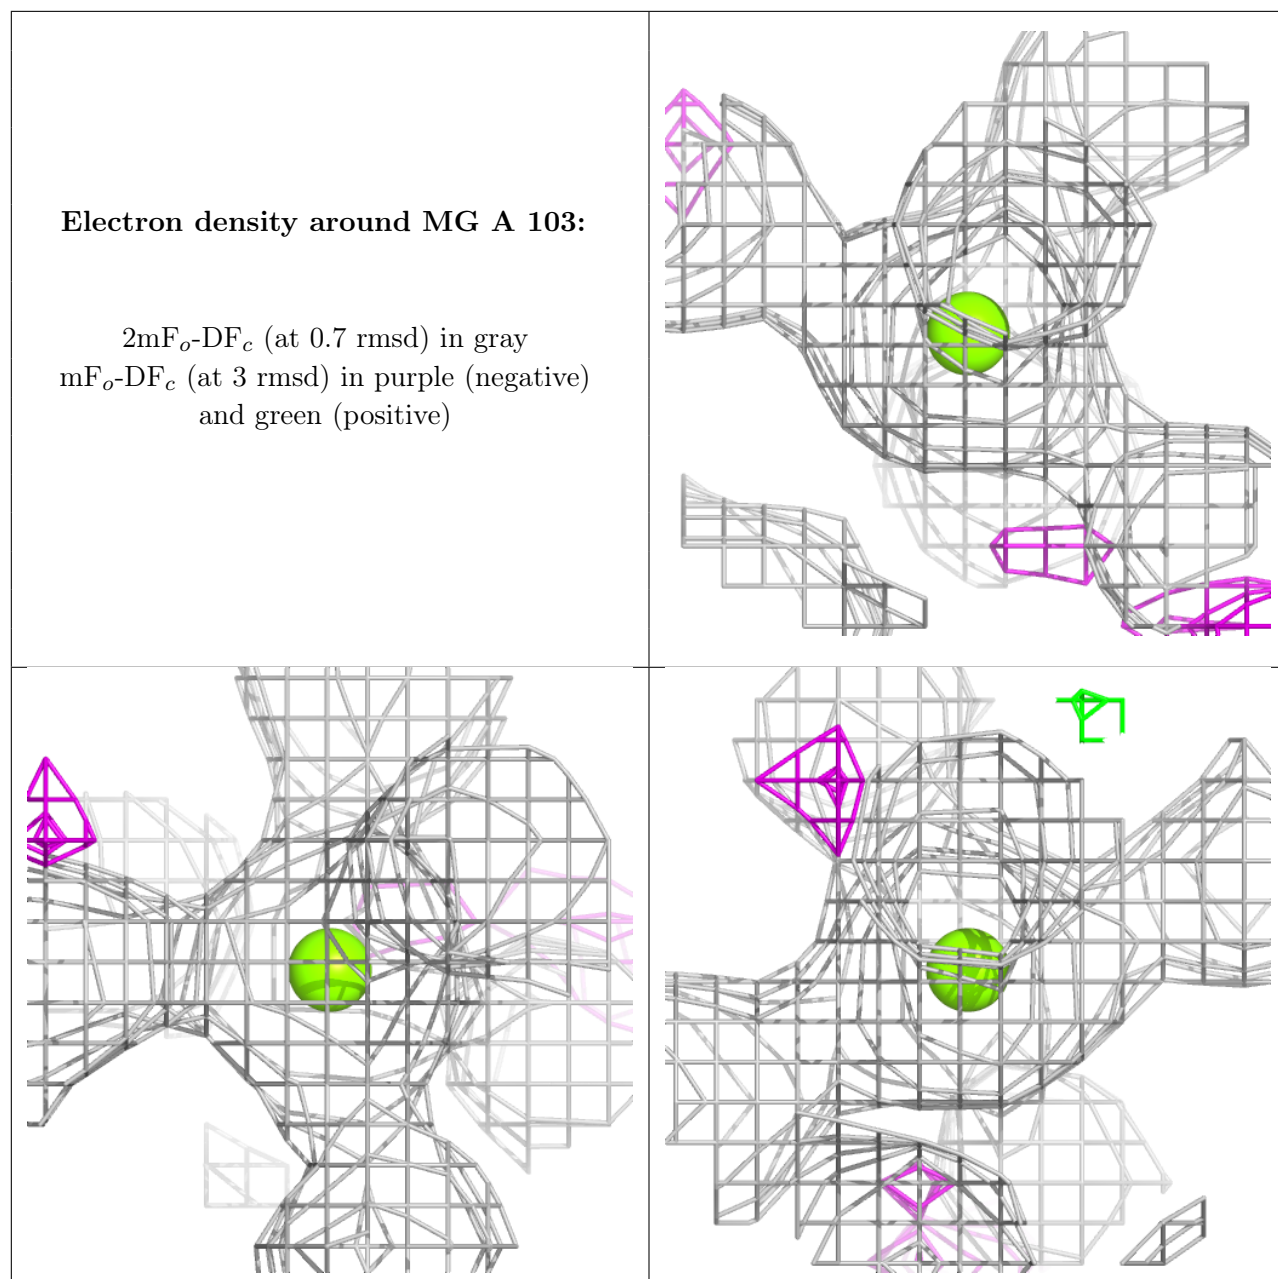 Electron density around MG A 103:
2mFo-DFc (at 0.7 rmsd) in gray
mFo-DFc (at 3 rmsd) in purple (negative)
and green (positive)